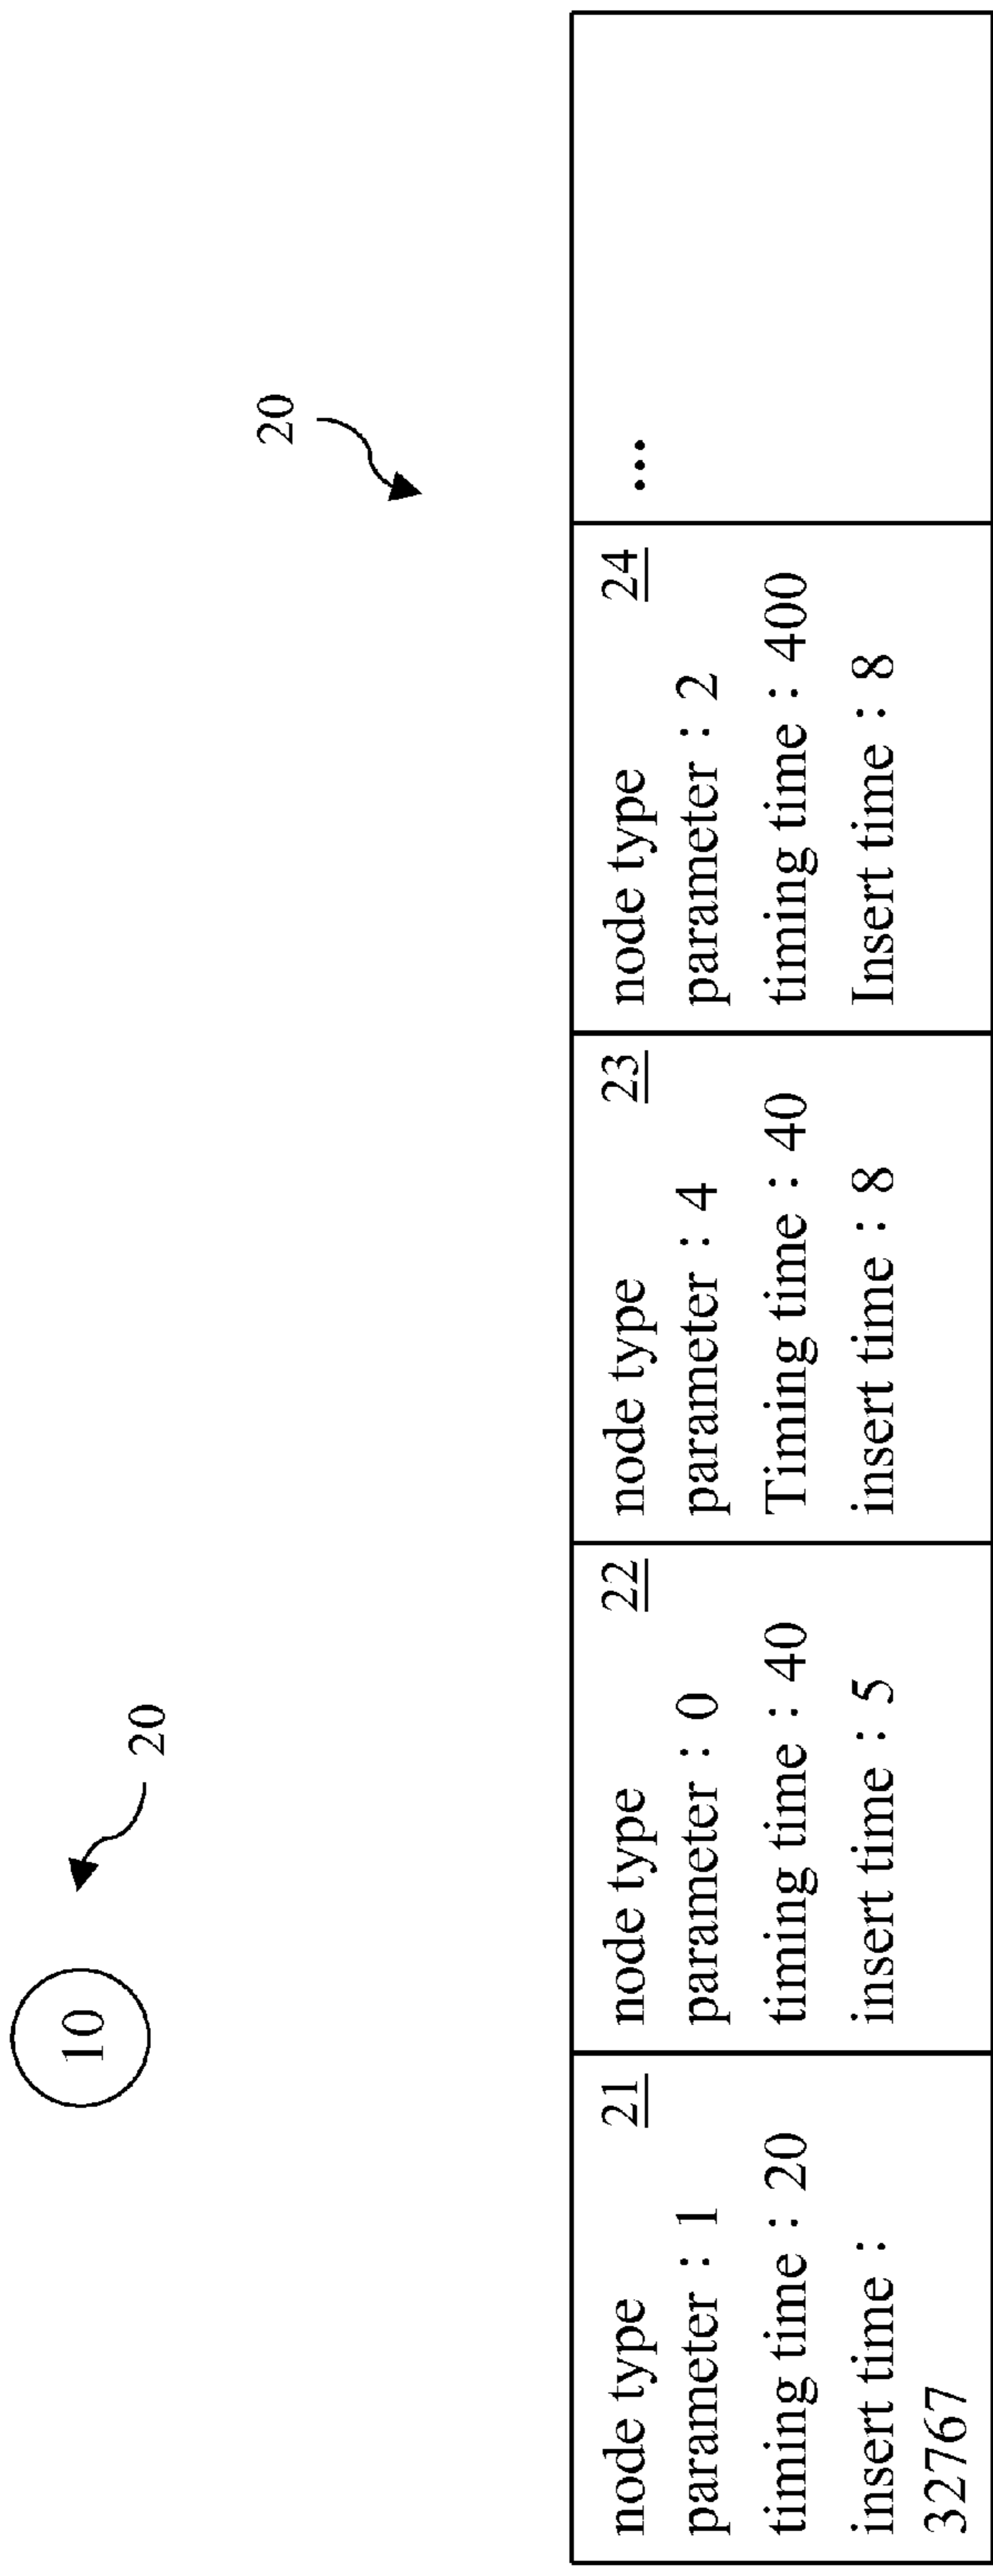 10
20
20
21
node type
parameter : 1
timing time : 20
insert time :
32767
22
node type
parameter : 0
timing time : 40
insert time : 5
23
node type
parameter : 4
Timing time : 40
insert time : 8
24
node type
parameter : 2
timing time : 400
Insert time : 8
...